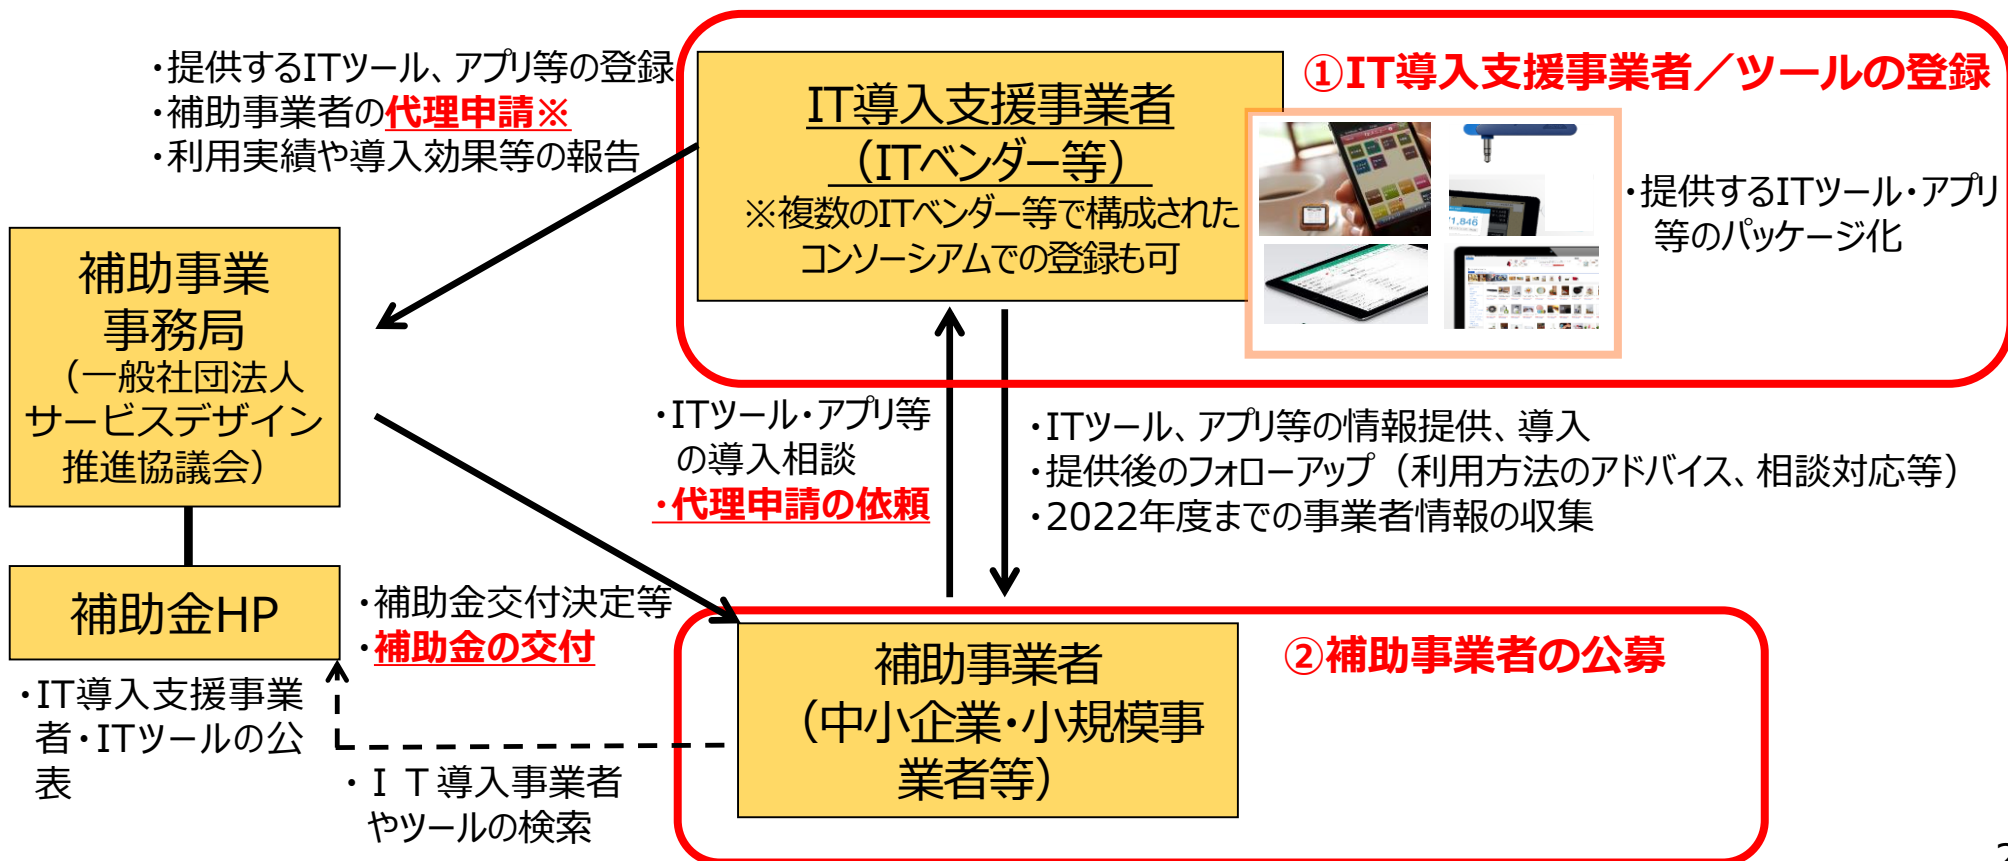 ・提供するITツール、アプリ等の登録
・補助事業者の代理申請※
・利用実績や導入効果等の報告
IT導入支援事業者
（ITベンダー等）
※複数のITベンダー等で構成された
コンソーシアムでの登録も可
①IT導入支援事業者／ツールの登録
・提供するITツール・アプリ
等のパッケージ化
補助事業
事務局
（一般社団法人
サービスデザイン
推進協議会）
・ITツール・アプリ等
の導入相談
・代理申請の依頼
・ITツール、アプリ等の情報提供、導入
・提供後のフォローアップ（利用方法のアドバイス、相談対応等）
・2022年度までの事業者情報の収集
補助金HP
・補助金交付決定等
・補助金の交付
・IT導入支援事業
者・ITツールの公
表
・ＩＴ導入事業者
やツールの検索
補助事業者
（中小企業・小規模事
業者等）
②補助事業者の公募